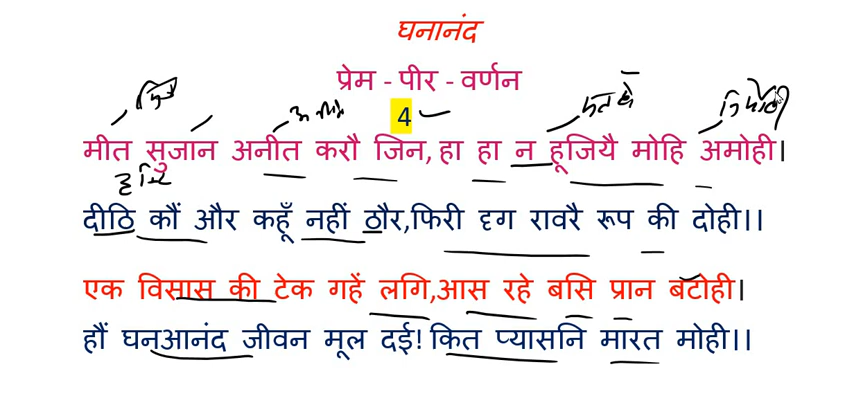 घनानंद
प्रेम - पीर - वर्णन
4
मीत सुजान अनीत करौ जिन, हा हा न हूजियै मोहि अमोही।
दीठि कौं और कहूँ नहीं ठौर,फिरी दृग रावरै रूप की दोही।।
एक विसास की टेक गहें लगि,आस रहे बसि प्रान बटोही।
हौं घनआनंद जीवन मूल दई! कित प्यासनि मारत मोही।।